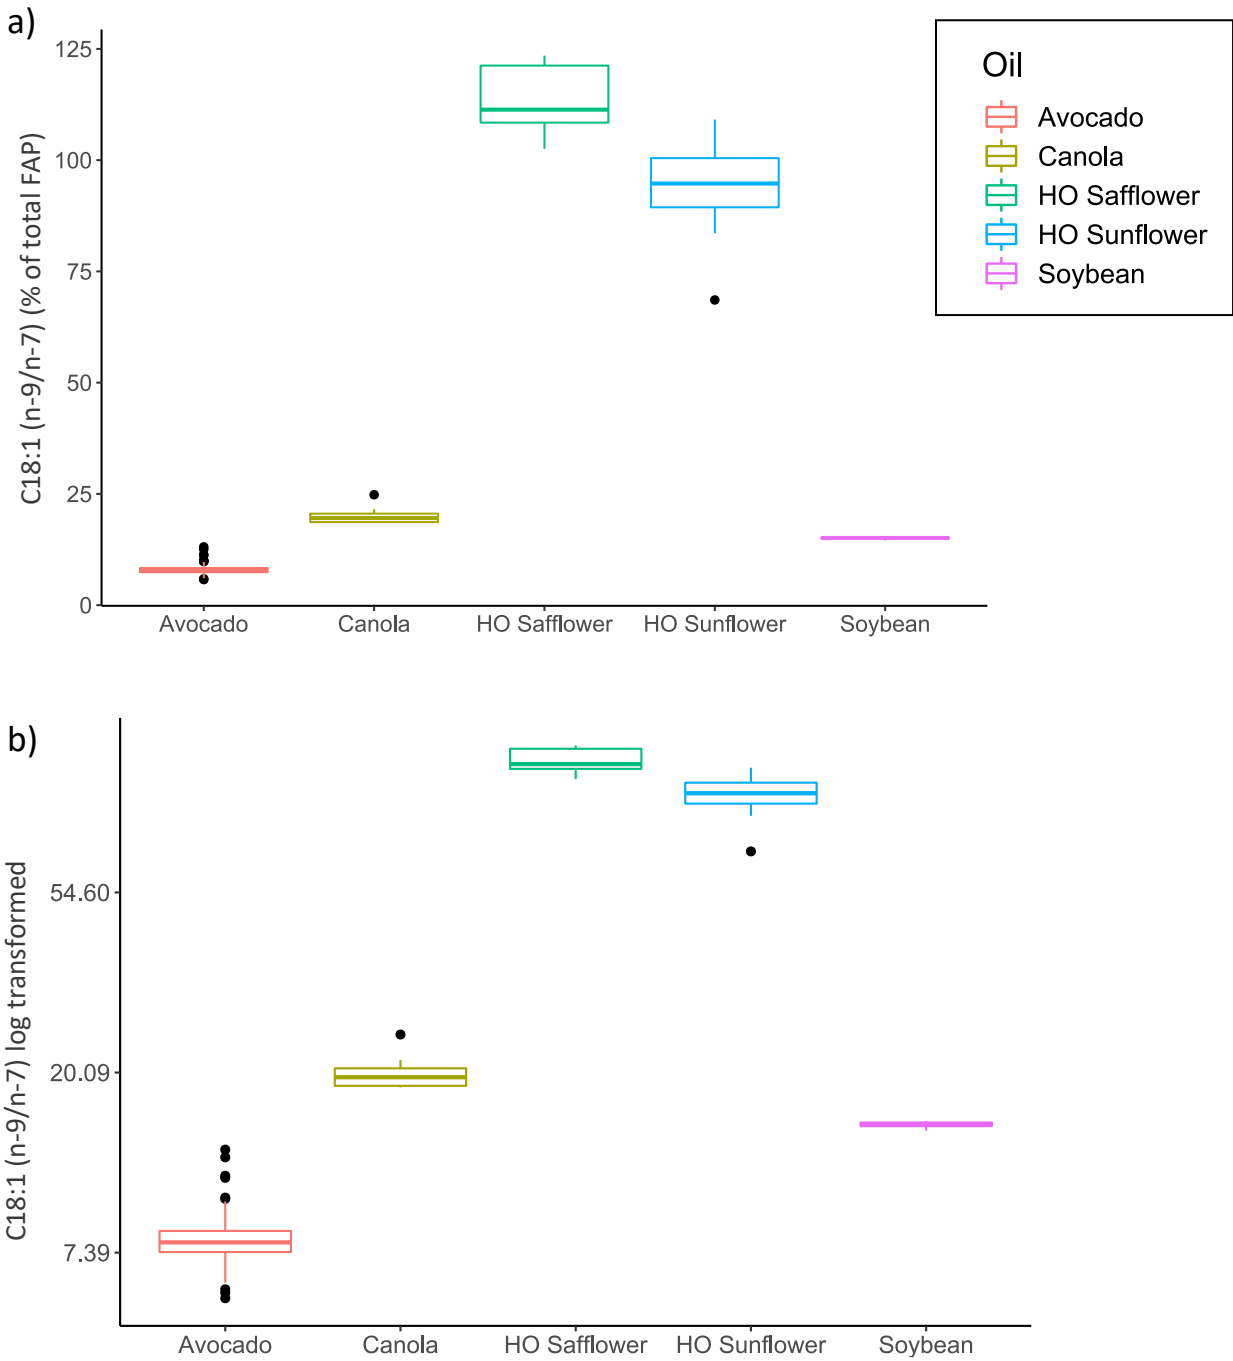 a)
C18:1 (n-9/n-7) (% of total FAP)
125
100
75
50
25
0
Avocado Canola HO Safflower HO Sunflower Soybean
Oil
Avocado
Canola
HO Safflower
HO Sunflower
Soybean
b)
C18:1 (n-9/n-7) log transformed
54.60
20.09
7.39
Avocado Canola HO Safflower HO Sunflower Soybean